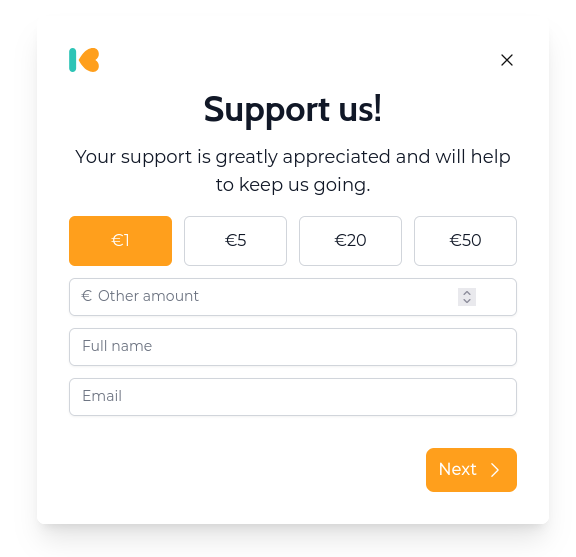 Support us!
Your support is greatly appreciated and will help
to keep us going.
€1 €5 €20 €50
€ Other amount
Full name
Email
Next